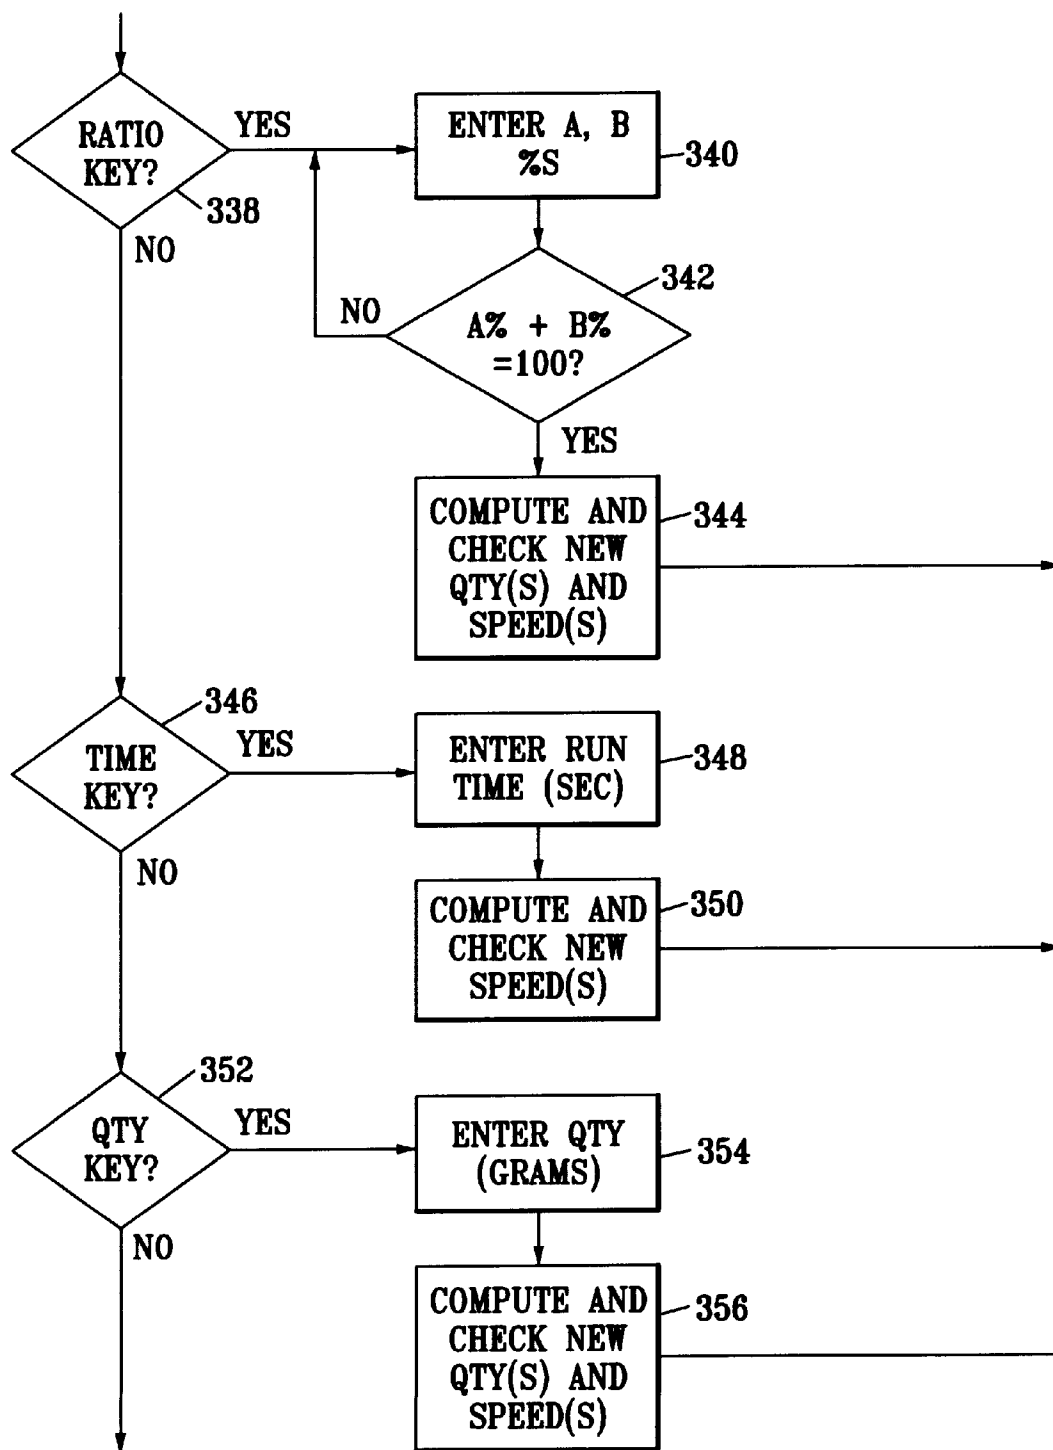 RATIO
KEY?
338
YES
NO
ENTER A, B
%S
340
A% + B%
=100?
342
NO
YES
COMPUTE AND
CHECK NEW
QTY(S) AND
SPEED(S)
344
TIME
KEY?
346
YES
NO
ENTER RUN
TIME (SEC)
348
COMPUTE AND
CHECK NEW
SPEED(S)
350
QTY
KEY?
352
YES
NO
ENTER QTY
(GRAMS)
354
COMPUTE AND
CHECK NEW
QTY(S) AND
SPEED(S)
356